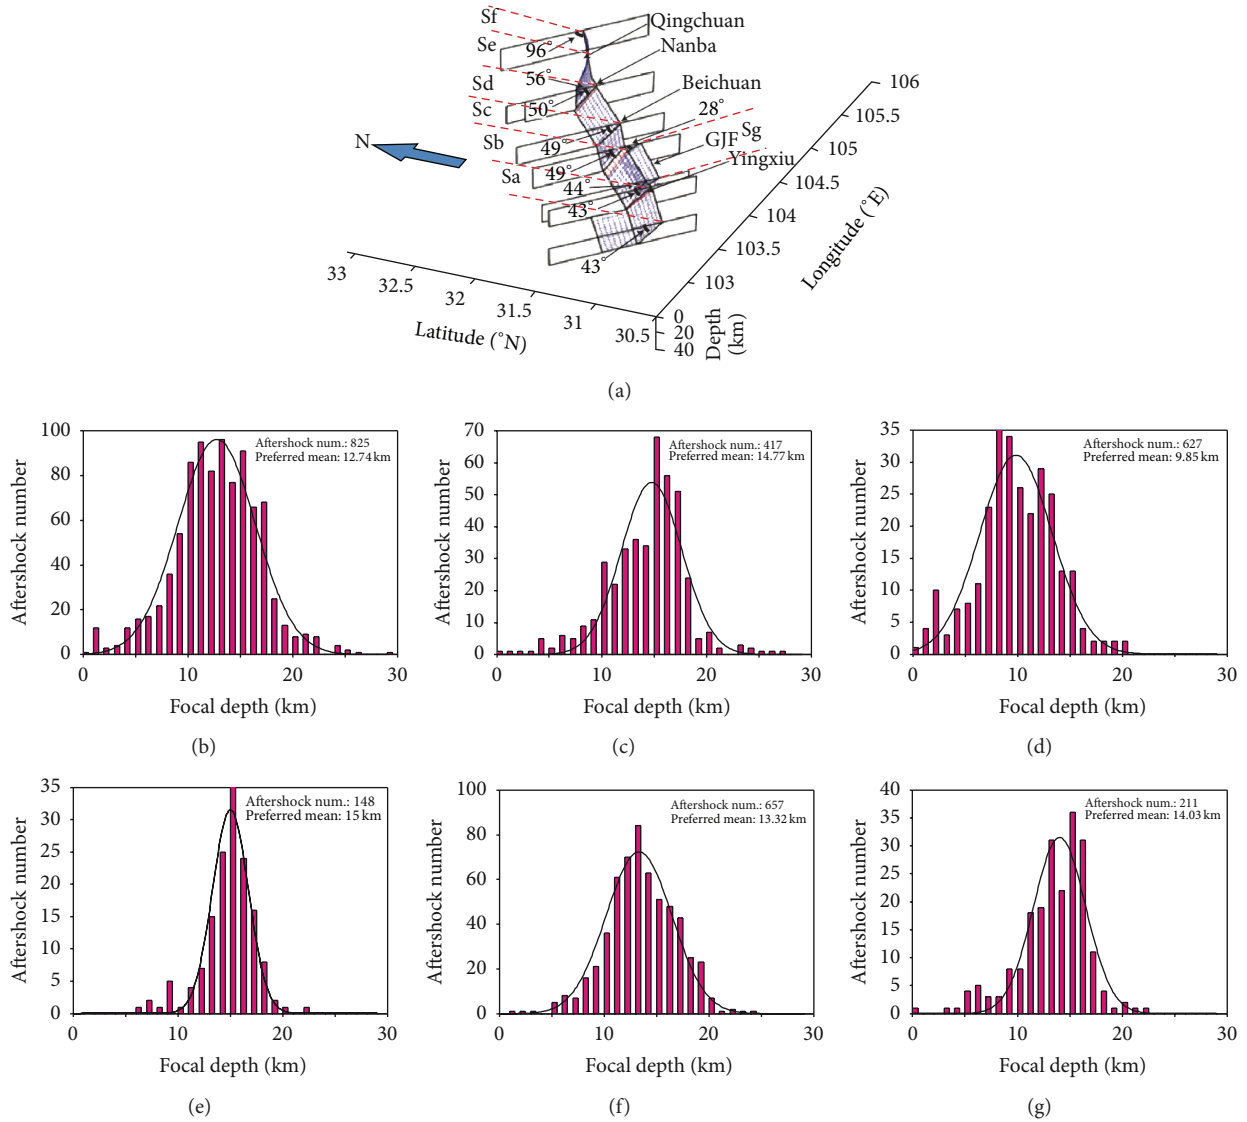 Sf
Qingchuan
Se
96°
Nanba
56°
Sd
Beichuan
50°
Sc
28°
Sg
N
Sb
49°
GJF
Yingxiu
49°
Sa
44°
43°
43°
106
105.5
105
104.5
104
103.5
103
Longitude (°E)
33
32.5
32
31.5
31
30.5
Latitude (°N)
0
20
40
Depth
(km)
(a)
100
80
60
40
20
0
Aftershock number
Aftershock num.: 825
Preferred mean: 12.74 km
0 10 20 30
Focal depth (km)
(b)
70
60
50
40
30
20
10
0
Aftershock number
Aftershock num.: 417
Preferred mean: 14.77 km
0 10 20 30
Focal depth (km)
(c)
35
30
25
20
15
10
5
0
Aftershock number
Aftershock num.: 627
Preferred mean: 9.85 km
0 10 20 30
Focal depth (km)
(d)
35
30
25
20
15
10
5
0
Aftershock number
Aftershock num.: 148
Preferred mean: 15 km
0 10 20 30
Focal depth (km)
(e)
100
80
60
40
20
0
Aftershock number
Aftershock num.: 657
Preferred mean: 13.32 km
0 10 20 30
Focal depth (km)
(f)
40
35
30
25
20
15
10
5
0
Aftershock number
Aftershock num.: 211
Preferred mean: 14.03 km
0 10 20 30
Focal depth (km)
(g)